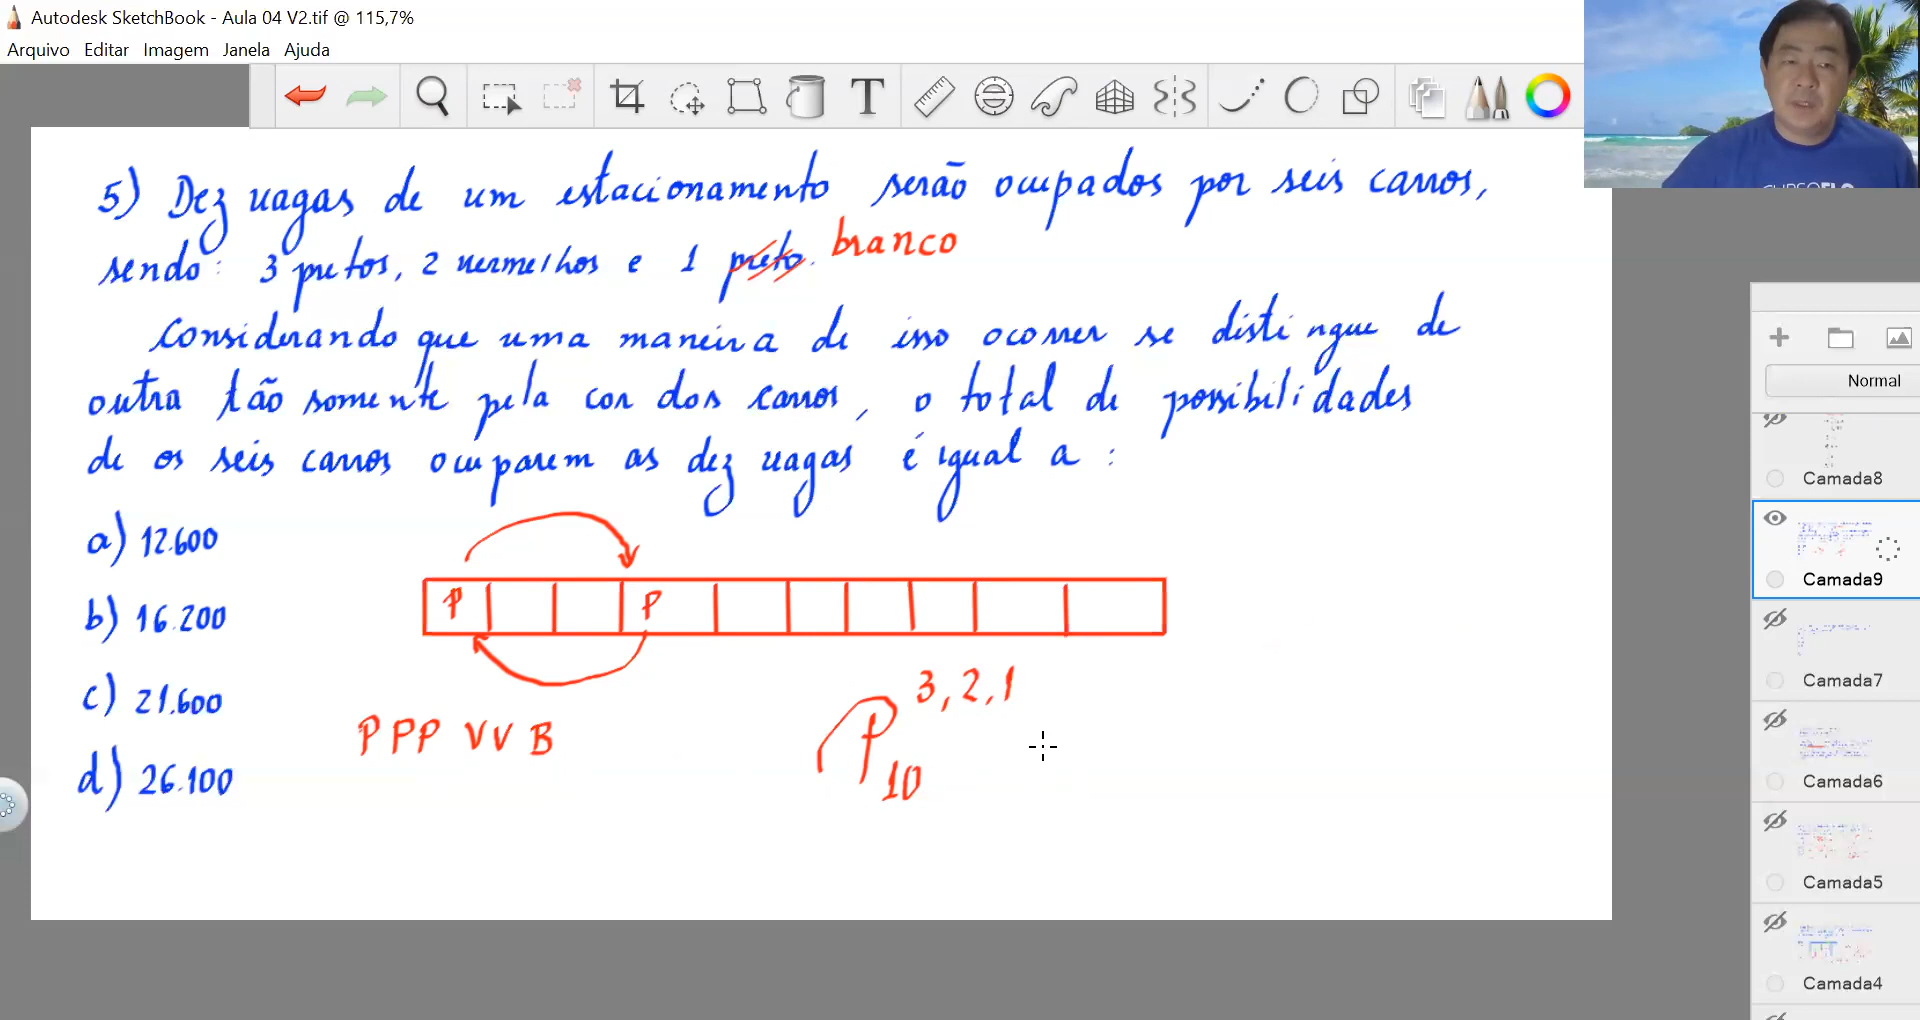 Autodesk SketchBook - Aula 04 V2.tif @ 115,7%
Arquivo Editar Imagem Janela Ajuda
5) Dez vagas de um estacionamento serão ocupados por seis carros,
sendo: 3 pretos, 2 vermelhos e 1 preto. branco
Considerando que uma maneira de isso ocorrer se distingue de
outra tão somente pela cor dos carros, o total de possibilidades
de os seis carros ocuparem as dez vagas é igual a:
a) 12.600
b) 16.200
c) 21.600
d) 26.100
P P
PPP VV B
P 3,2,1
10
Normal
Camada8
Camada9
Camada7
Camada6
Camada5
Camada4